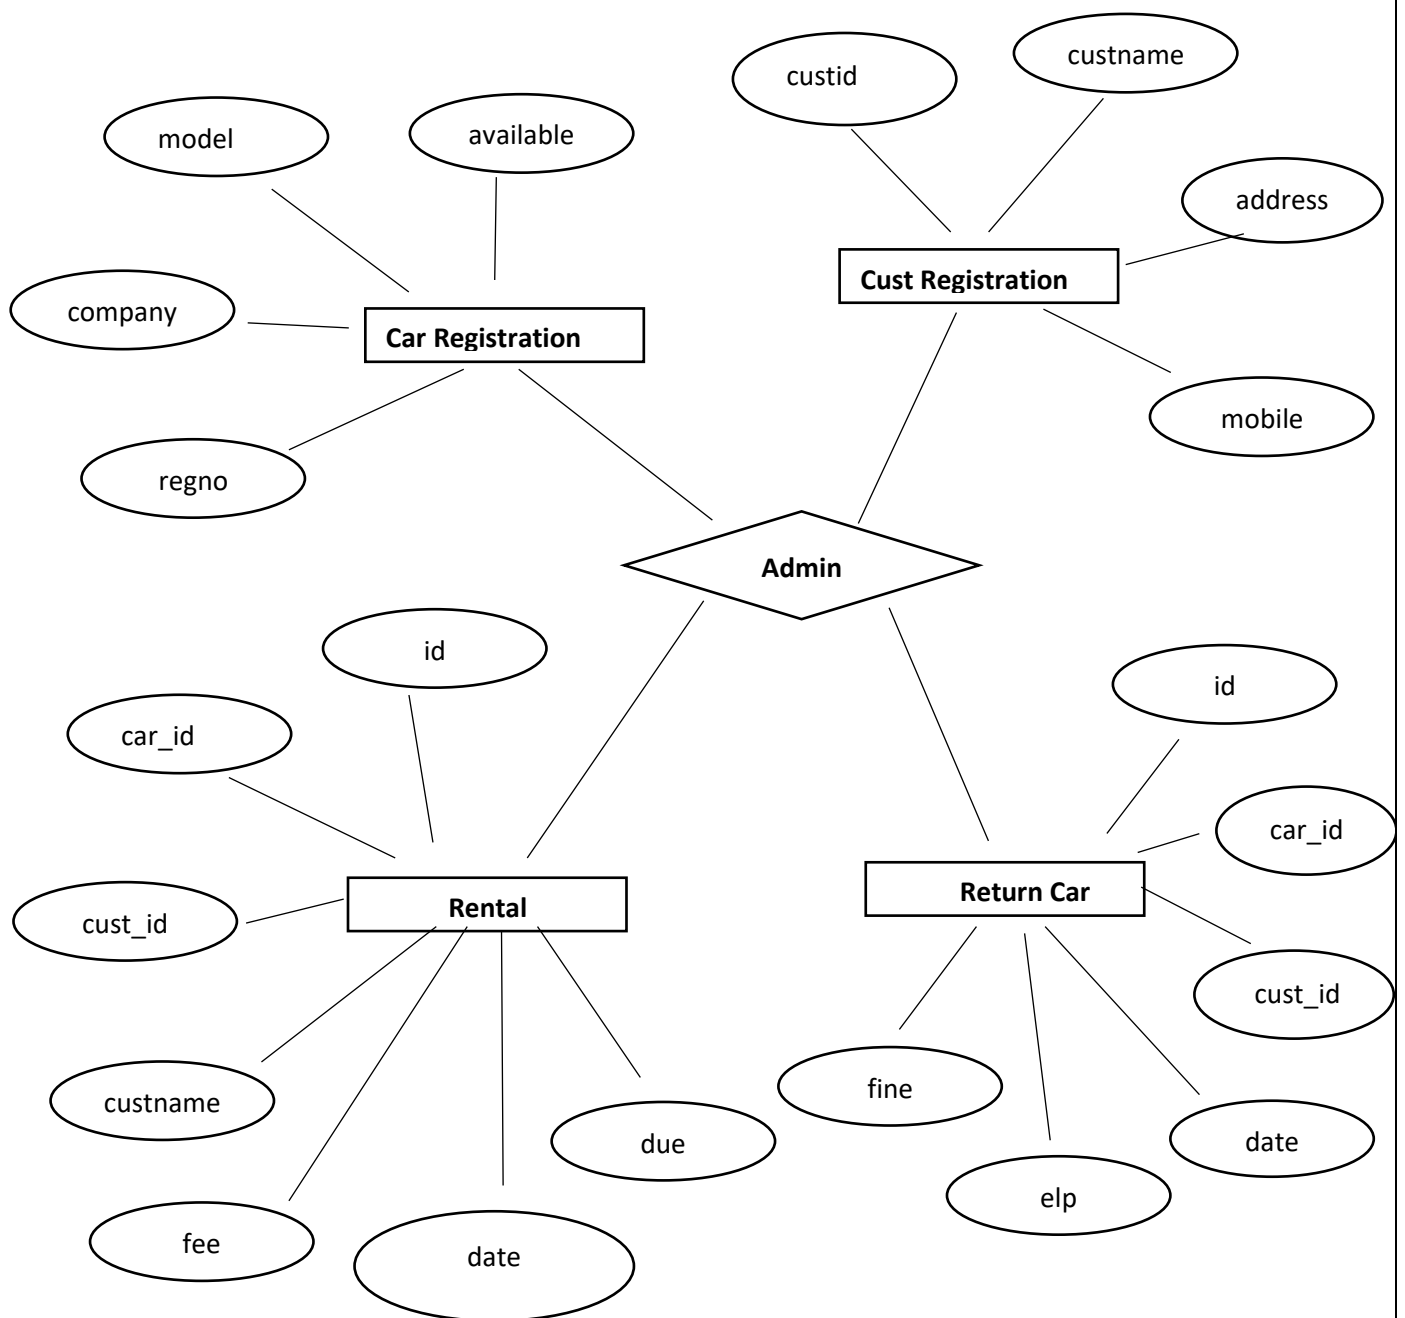 custname
custid
model
available
address
Cust Registration
company
Car Registration
mobile
regno
Admin
id
id
car_id
car_id
Return Car
Rental
cust_id
cust_id
fine
custname
due
date
elp
fee
date